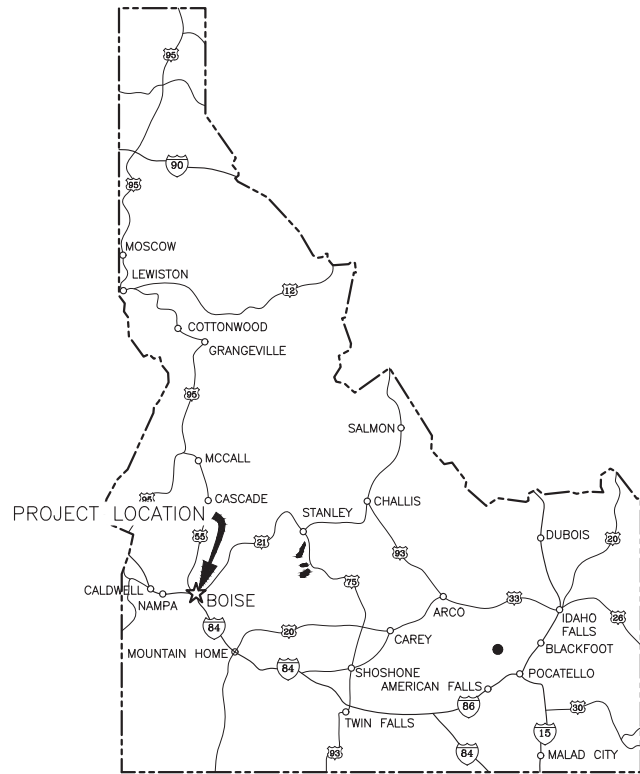 95
90
95
MOSCOW
LEWISTON
12
COTTONWOOD
GRANGEVILLE
95
SALMON
MCCALL
95
CASCADE
CHALLIS
STANLEY
PROJECT LOCATION
55
21
DUBOIS
20
93
75
CALDWELL
NAMPA
BOISE
33
ARCO
IDAHO
FALLS
26
84
20
CAREY
BLACKFOOT
MOUNTAIN HOME
84
SHOSHONE
POCATELLO
AMERICAN FALLS
86
30
TWIN FALLS
15
93
84
MALAD CITY